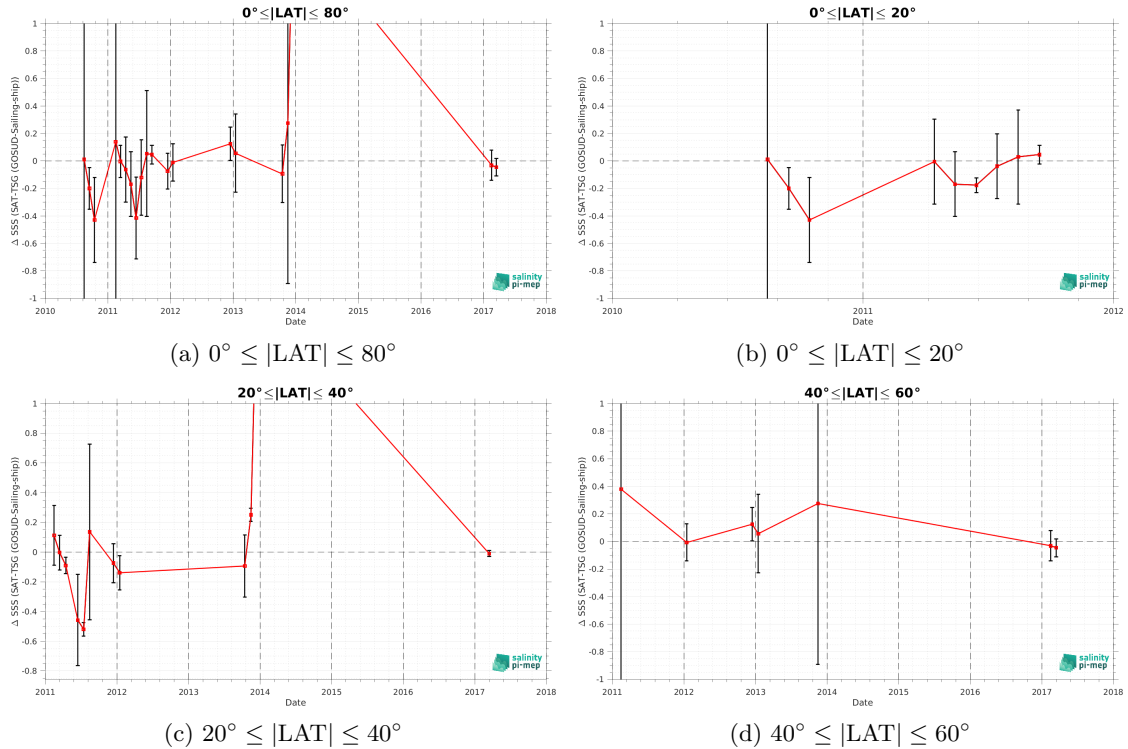 0°≤|LAT|≤ 80°
Δ SSS (SAT-TSG (GOSUD-Sailing-ship))
1
0.8
0.6
0.4
0.2
0
-0.2
-0.4
-0.6
-0.8
-1
2010 2011 2012 2013 2014 2015 2016 2017 2018
Date
salinity
pi-mep
(a) 0° ≤ |LAT| ≤ 80°
0°≤|LAT|≤ 20°
Δ SSS (SAT-TSG (GOSUD-Sailing-ship))
1
0.8
0.6
0.4
0.2
0
-0.2
-0.4
-0.6
-0.8
-1
2010 2011 2012
Date
salinity
pi-mep
(b) 0° ≤ |LAT| ≤ 20°
20°≤|LAT|≤ 40°
Δ SSS (SAT-TSG (GOSUD-Sailing-ship))
1
0.8
0.6
0.4
0.2
0
-0.2
-0.4
-0.6
-0.8
2011 2012 2013 2014 2015 2016 2017 2018
Date
salinity
pi-mep
(c) 20° ≤ |LAT| ≤ 40°
40°≤|LAT|≤ 60°
Δ SSS (SAT-TSG (GOSUD-Sailing-ship))
1
0.8
0.6
0.4
0.2
0
-0.2
-0.4
-0.6
-0.8
-1
2011 2012 2013 2014 2015 2016 2017 2018
Date
salinity
pi-mep
(d) 40° ≤ |LAT| ≤ 60°